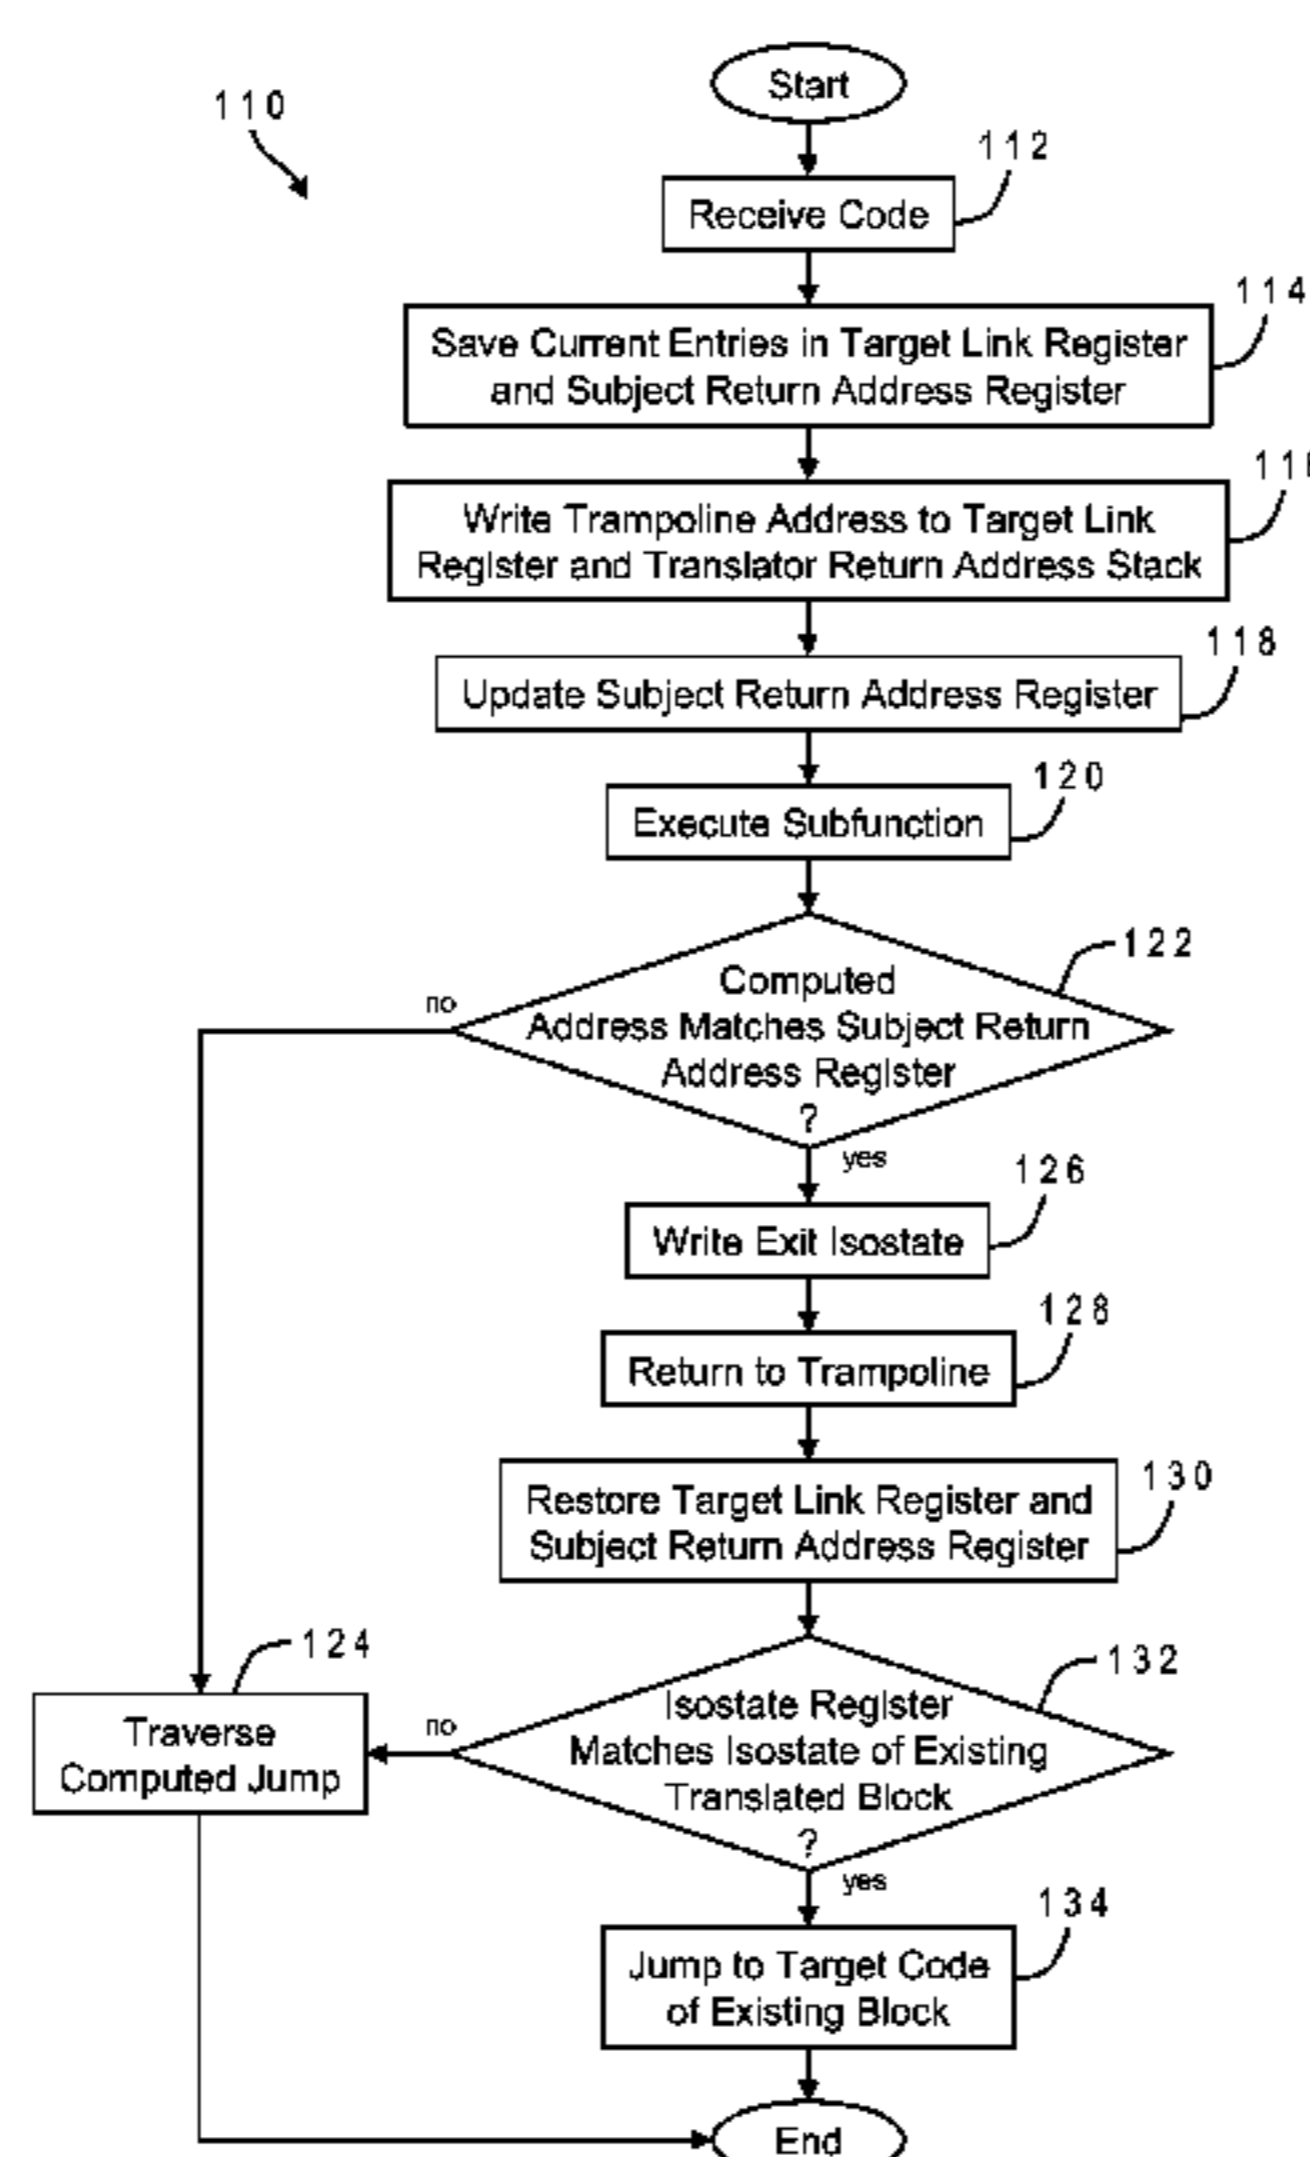 110
Start
112
Receive Code
114
Save Current Entries in Target Link Register
and Subject Return Address Register
Write Trampoline Address to Target Link
Register and Translator Return Address Stack
118
Update Subject Return Address Register
120
Execute Subfunction
122
Computed
Address Matches Subject Return
Address Register
?
no
yes
126
Write Exit Isostate
128
Return to Trampoline
130
Restore Target Link Register and
Subject Return Address Register
124
Traverse
Computed Jump
132
Isostate Register
Matches Isostate of Existing
Translated Block
?
no
yes
134
Jump to Target Code
of Existing Block
End